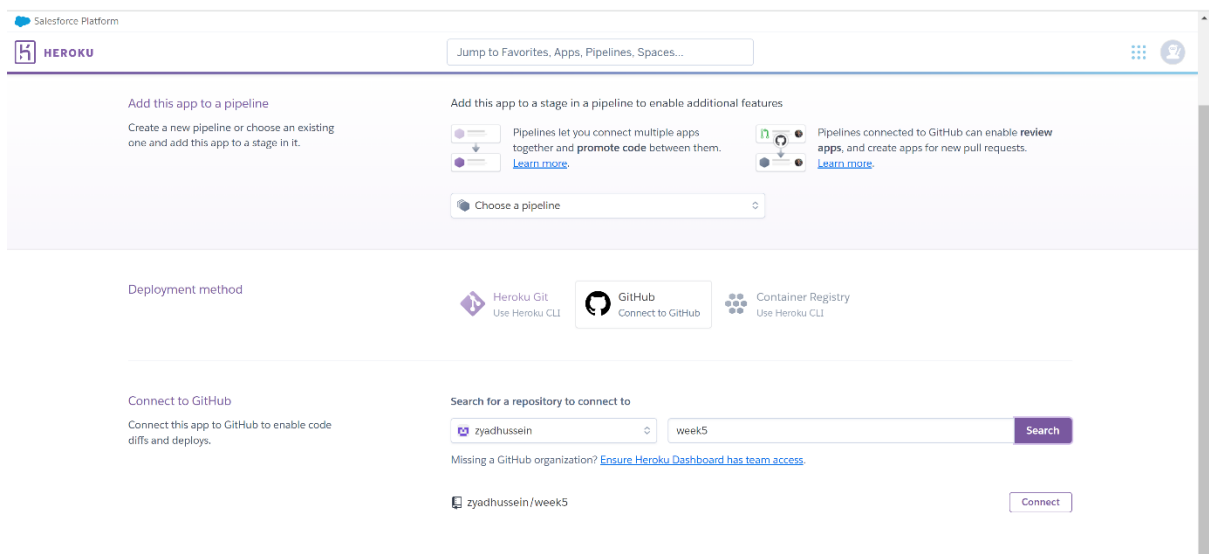 Salesforce Platform
HEROKU
Jump to Favorites, Apps, Pipelines, Spaces...
Add this app to a pipeline
Create a new pipeline or choose an existing
one and add this app to a stage in it.
Add this app to a stage in a pipeline to enable additional features
Pipelines let you connect multiple apps
together and promote code between them.
Learn more.
Pipelines connected to GitHub can enable review
apps, and create apps for new pull requests.
Learn more.
Choose a pipeline
Deployment method
Heroku Git
Use Heroku CLI
GitHub
Connect to GitHub
Container Registry
Use Heroku CLI
Connect to GitHub
Connect this app to GitHub to enable code
diffs and deploys.
Search for a repository to connect to
zyadhussein
week5
Search
Missing a GitHub organization? Ensure Heroku Dashboard has team access.
zyadhussein/week5
Connect